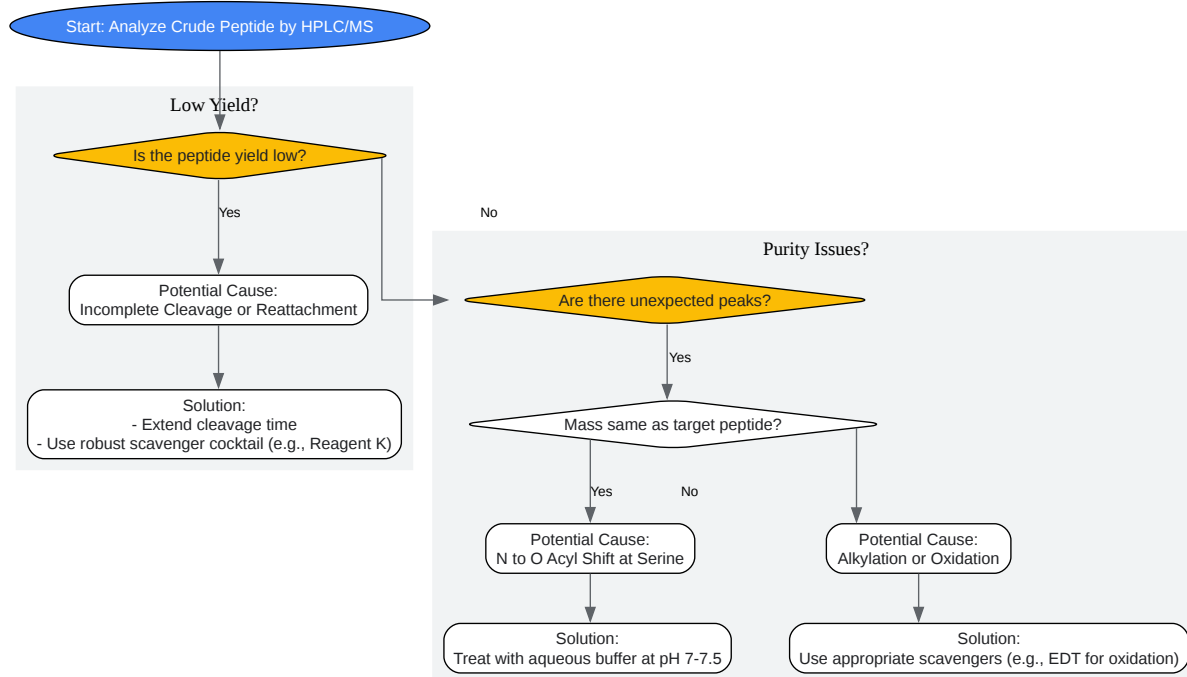 Start: Analyze Crude Peptide by HPLC/MS
Low Yield?
Is the peptide yield low?
Yes
No
Potential Cause:
Incomplete Cleavage or Reattachment
Solution:
- Extend cleavage time
- Use robust scavenger cocktail (e.g., Reagent K)
Purity Issues?
Are there unexpected peaks?
Yes
Mass same as target peptide?
Yes
No
Potential Cause:
N to O Acyl Shift at Serine
Potential Cause:
Alkylation or Oxidation
Solution:
Treat with aqueous buffer at pH 7-7.5
Solution:
Use appropriate scavengers (e.g., EDT for oxidation)